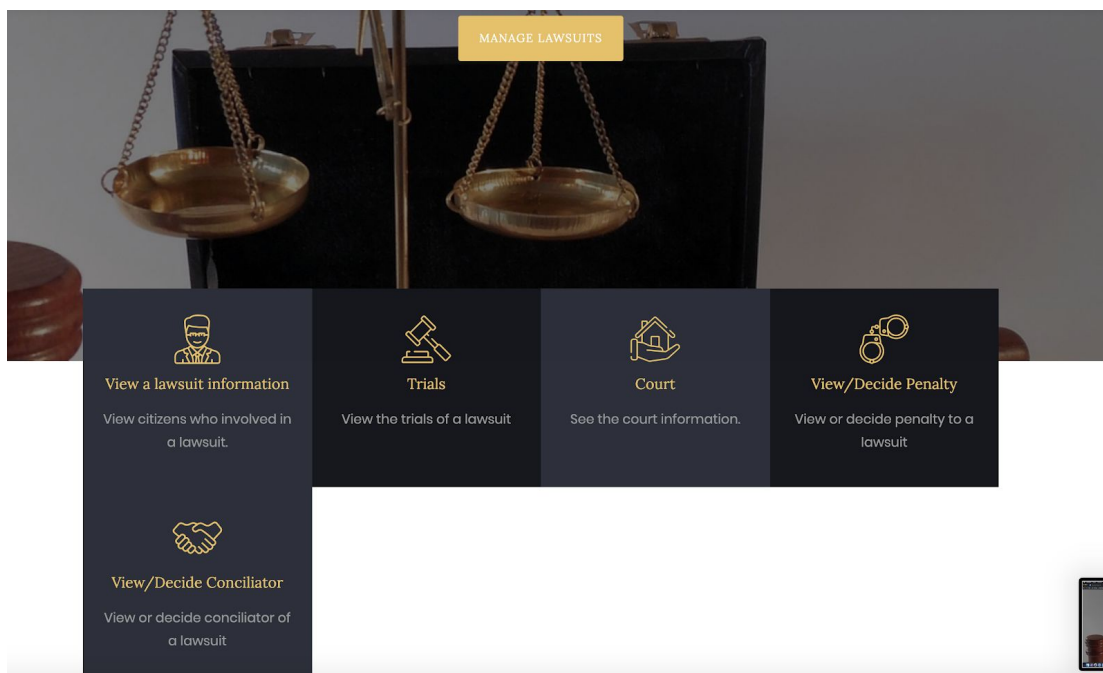 MANAGE LAWSUITS
View a lawsuit information
View citizens who involved in
a lawsuit.
Trials
View the trials of a lawsuit
Court
See the court information.
View/Decide Penalty
View or decide penalty to a
lawsuit
View/Decide Conciliator
View or decide conciliator of
a lawsuit